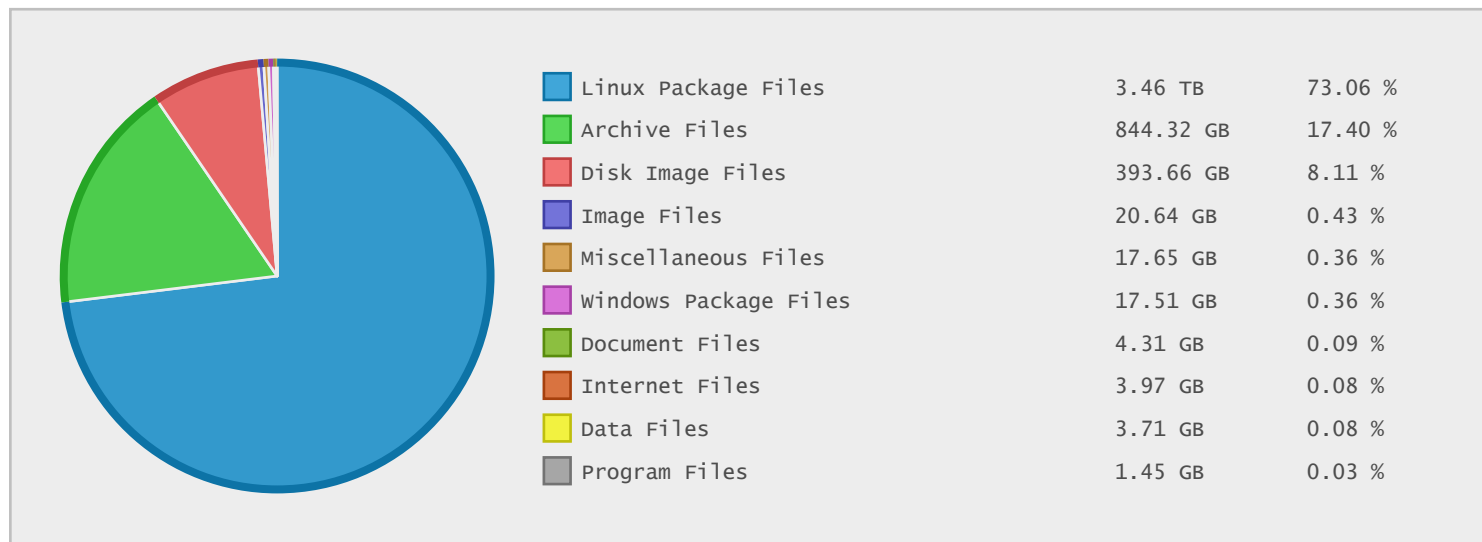 Linux Package Files 3.46 TB 73.06 %
Archive Files 844.32 GB 17.40 %
Disk Image Files 393.66 GB 8.11 %
Image Files 20.64 GB 0.43 %
Miscellaneous Files 17.65 GB 0.36 %
Windows Package Files 17.51 GB 0.36 %
Document Files 4.31 GB 0.09 %
Internet Files 3.97 GB 0.08 %
Data Files 3.71 GB 0.08 %
Program Files 1.45 GB 0.03 %